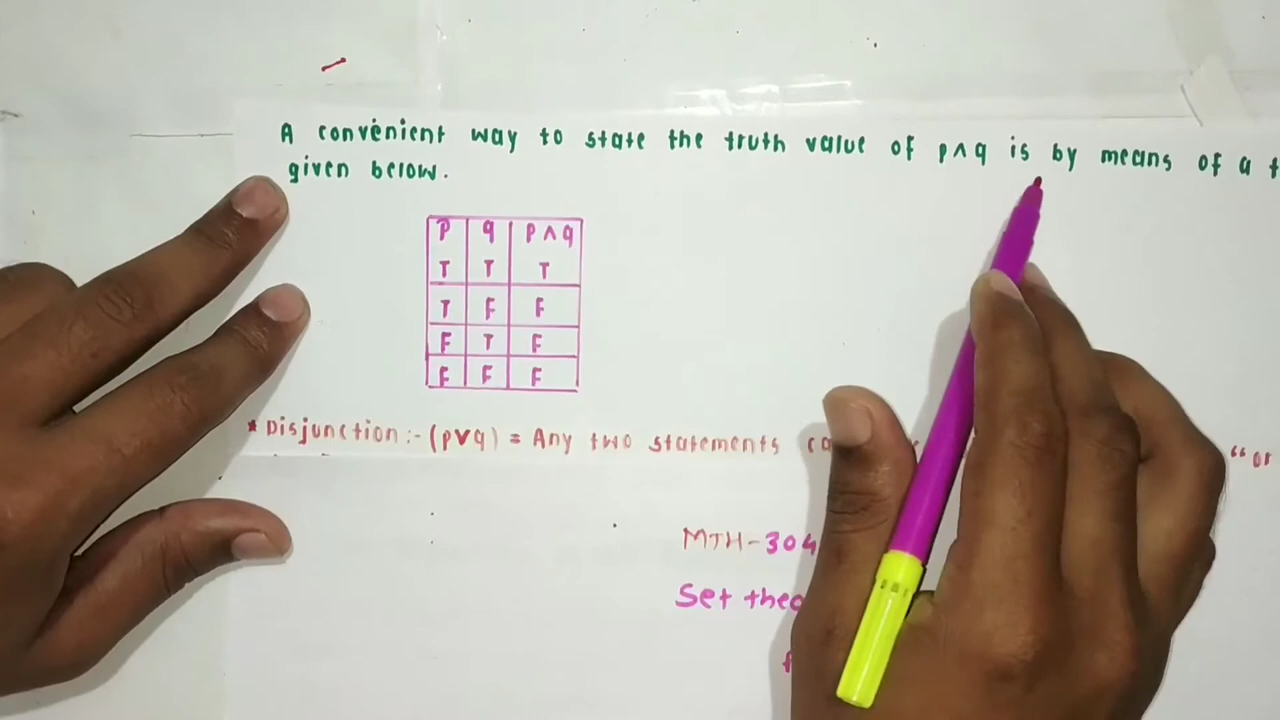 A convenient way to state the truth value of p∧q is by means of a
given below.
P q p∧q
T T T
T F F
F T F
F F F
* Disjunction :- (p∨q) = Any two statements "or
MTH-304
Set